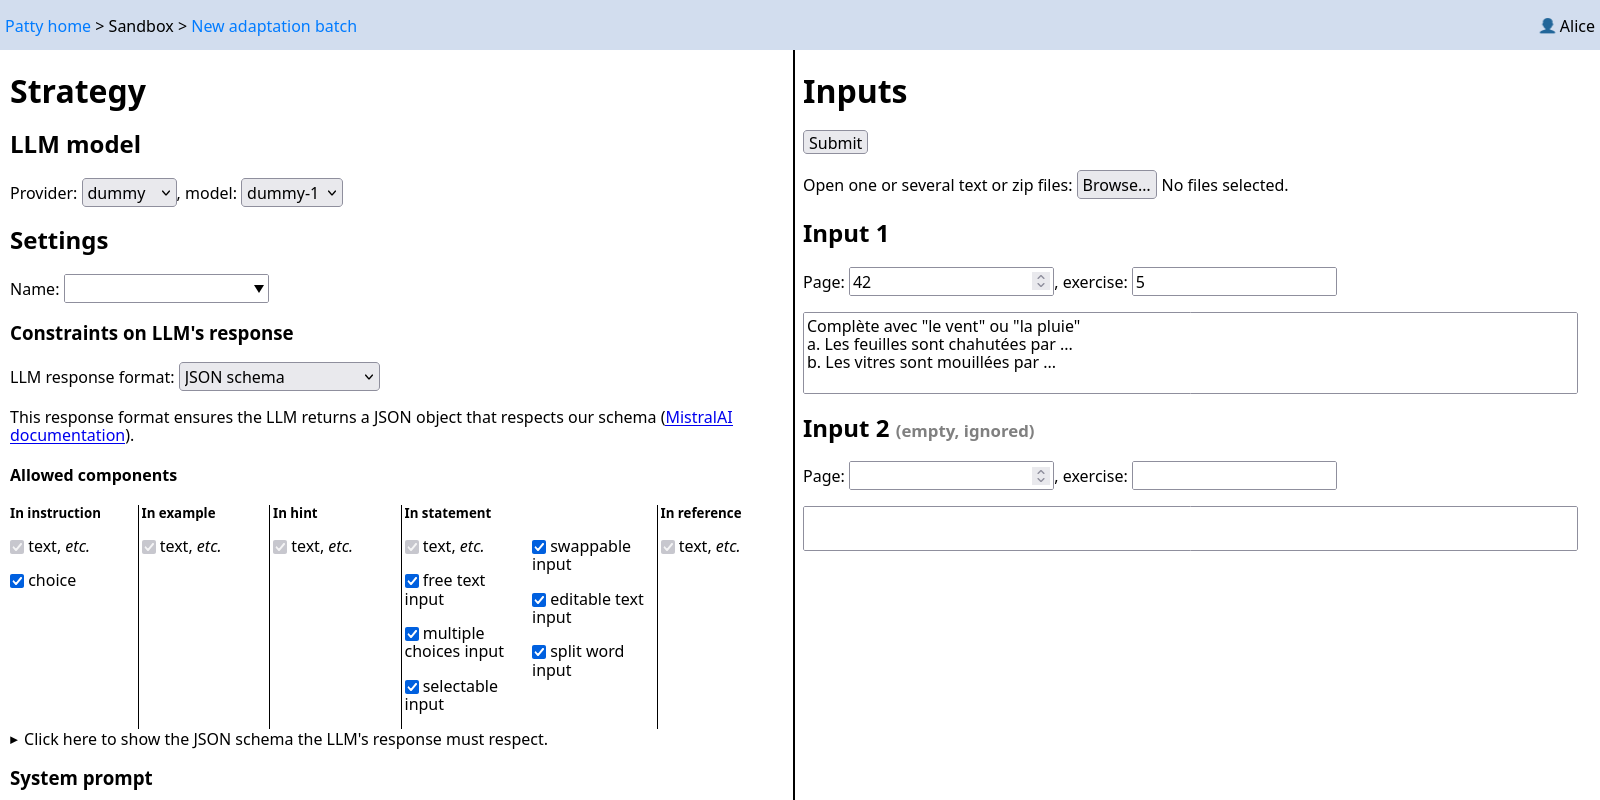 Patty home > Sandbox > New adaptation batch
👤 Alice
Strategy
LLM model
Provider: dummy, model: dummy-1
Settings
Name:
Constraints on LLM's response
LLM response format: JSON schema
This response format ensures the LLM returns a JSON object that respects our schema (MistralAI
documentation).
Allowed components
In instruction
text, etc.
choice
In example
text, etc.
In hint
text, etc.
In statement
text, etc.
free text
input
multiple
choices input
selectable
input
swappable
input
editable text
input
split word
input
In reference
text, etc.
Click here to show the JSON schema the LLM's response must respect.
System prompt
Inputs
Submit
Open one or several text or zip files: Browse... No files selected.
Input 1
Page: 42, exercise: 5
Complète avec "le vent" ou "la pluie"
a. Les feuilles sont chahutées par ...
b. Les vitres sont mouillées par ...
Input 2 (empty, ignored)
Page: , exercise: